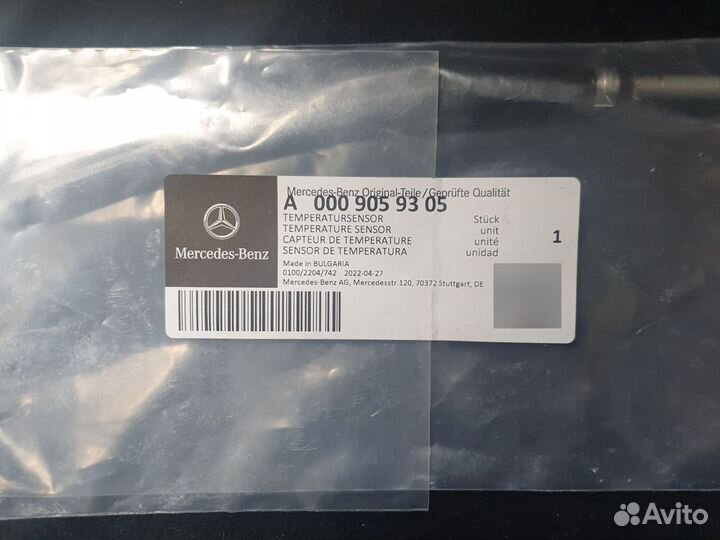 Mercedes-Benz Original-Teile/Geprüfte Qualität
A 000 905 93 05
TEMPERATURSENSOR Stück
TEMPERATURE SENSOR unit
CAPTEUR DE TEMPERATURE unité
SENSOR DE TEMPERATURA unidad
1
Made in BULGARIA
0100/2204/742 2022-04-27
Mercedes-Benz AG, Mercedesstr.120, 70372 Stuttgart, DE
Mercedes-Benz
Avito